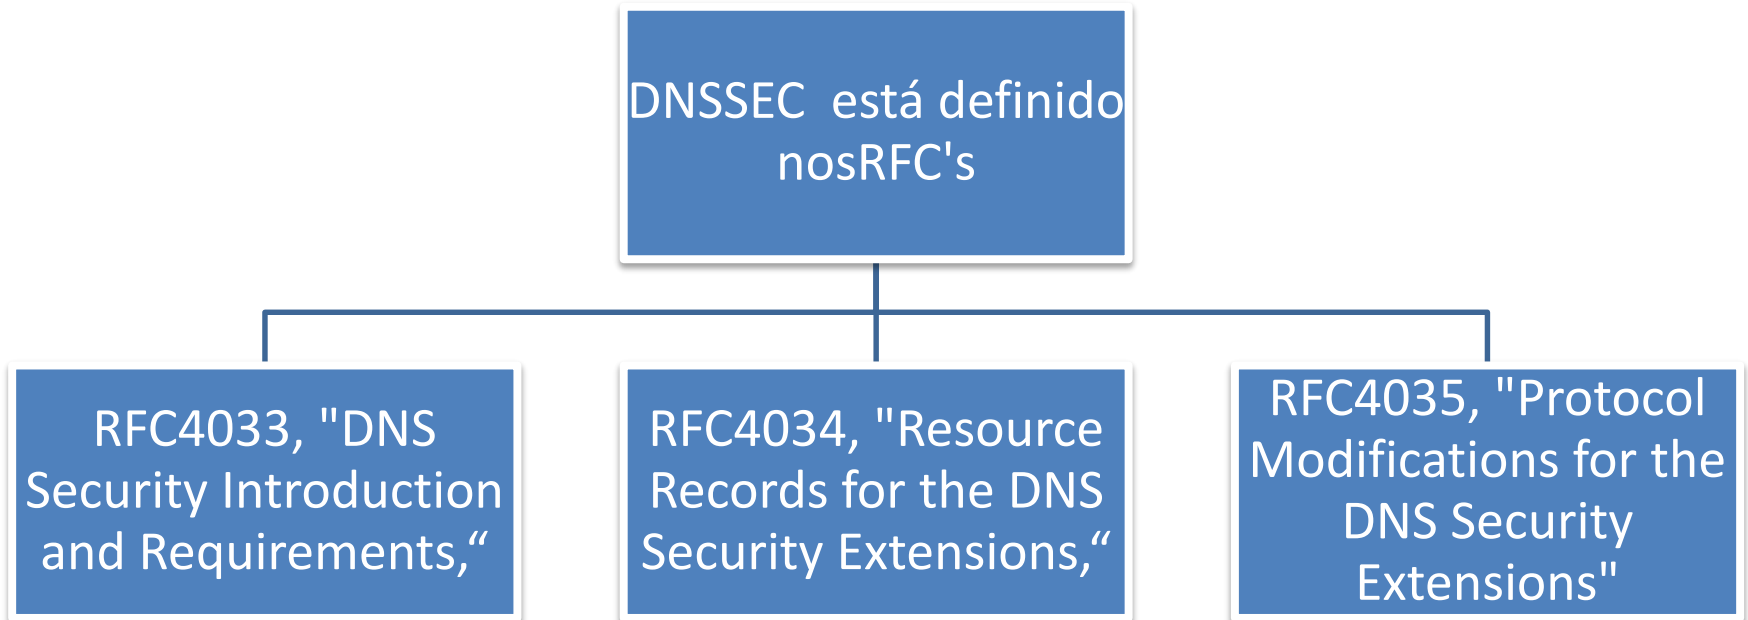 DNSSEC  está definido
nosRFC's
RFC4033, "DNS
Security Introduction
and Requirements,“
RFC4034, "Resource
Records for the DNS
Security Extensions,“
RFC4035, "Protocol
Modifications for the
DNS Security
Extensions"